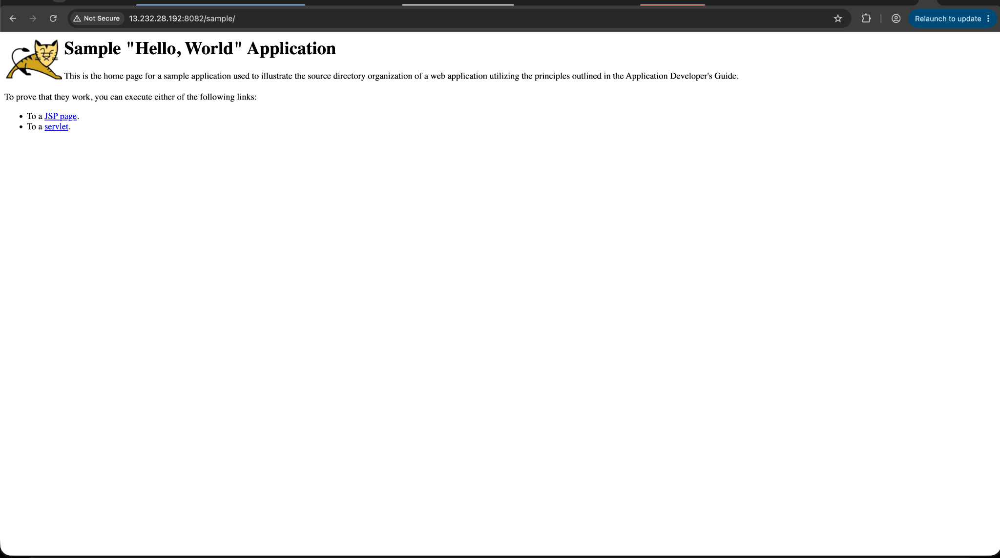 Not Secure 13.232.28.192:8082/sample/ Relaunch to update
Sample "Hello, World" Application
This is the home page for a sample application used to illustrate the source directory organization of a web application utilizing the principles outlined in the Application Developer's Guide.
To prove that they work, you can execute either of the following links:
• To a JSP page.
• To a servlet.